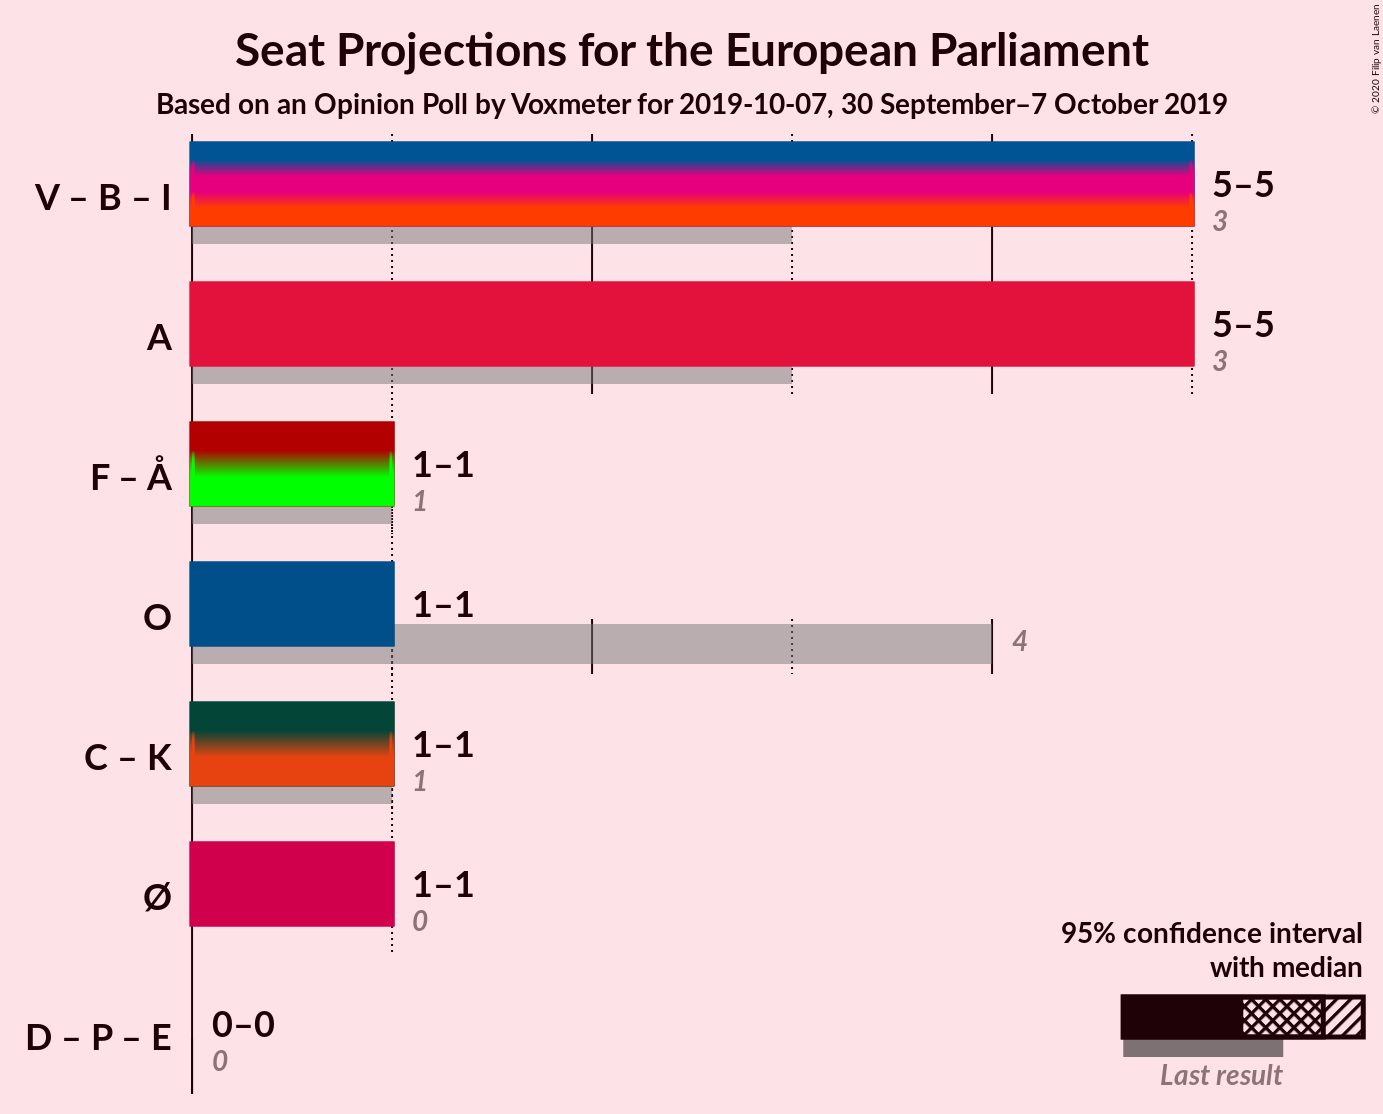 Seat Projections for the European Parliament
Based on an Opinion Poll by Voxmeter for 2019-10-07, 30 September–7 October 2019
© 2020 Filip van Laenen
V – B – I
5–5
3
A
5–5
3
F – Å
1–1
1
O
1–1
4
C – K
1–1
1
Ø
1–1
0
D – P – E
0–0
0
95% confidence interval
with median
Last result